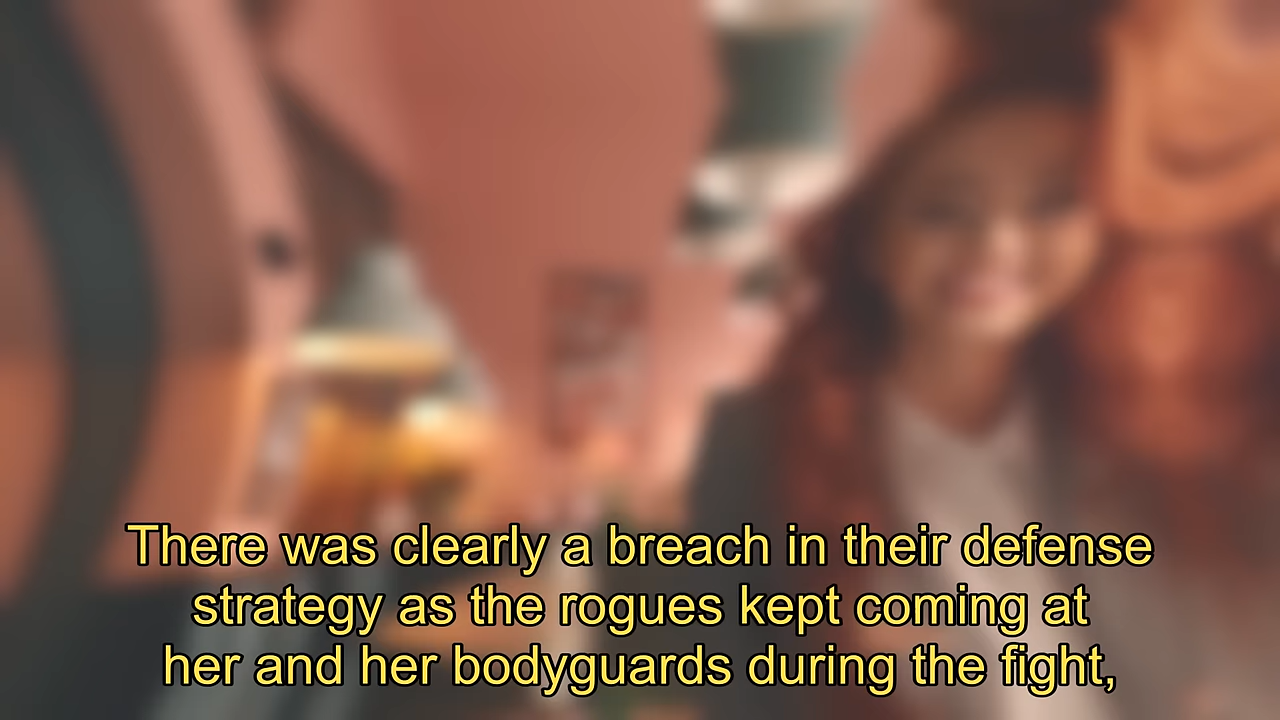 There was clearly a breach in their defense
strategy as the rogues kept coming at
her and her bodyguards during the fight,